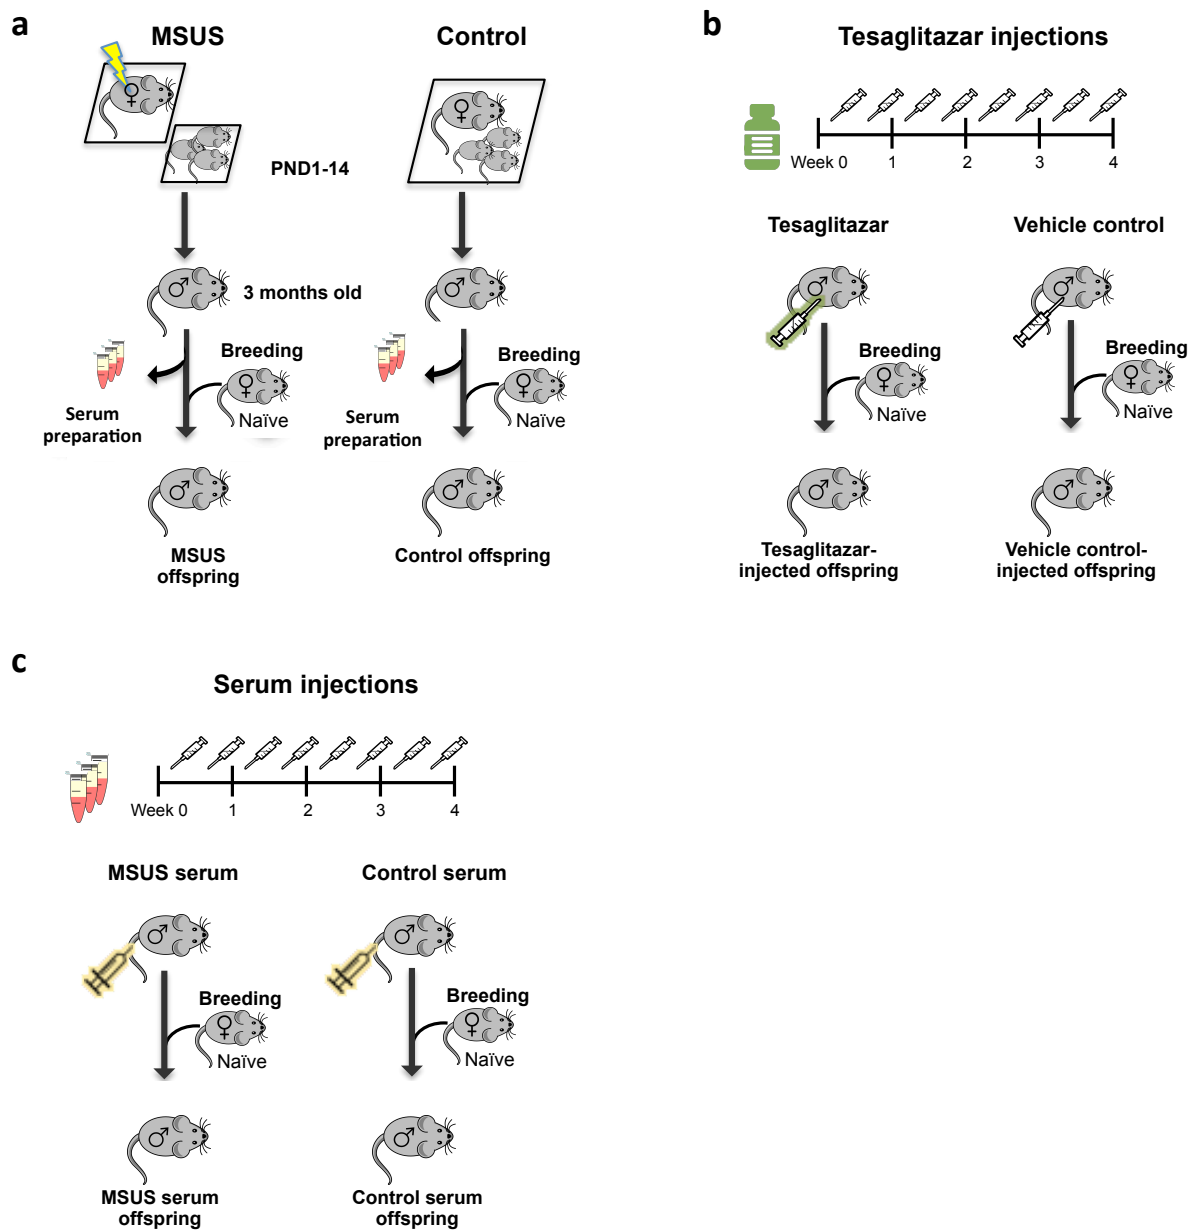 a
MSUS
Control
PND1-14
3 months old
Breeding
Breeding
Serum
preparation
Naïve
Serum
preparation
Naïve
MSUS
offspring
Control offspring
b
Tesaglitazar injections
Week 0
1
2
3
4
Tesaglitazar
Vehicle control
Breeding
Breeding
Naïve
Naïve
Tesaglitazar-
injected offspring
Vehicle control-
injected offspring
c
Serum injections
Week 0
1
2
3
4
MSUS serum
Control serum
Breeding
Breeding
Naïve
Naïve
MSUS serum
offspring
Control serum
offspring